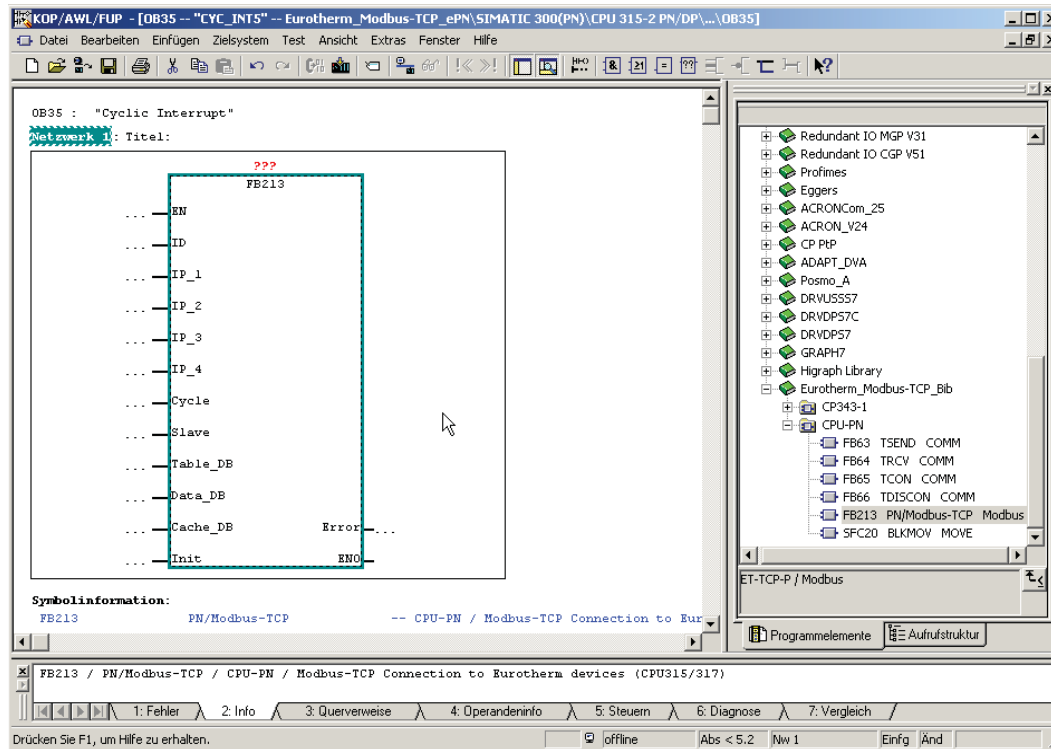 KOP/AWL/FUP - [OB35 -- "CYC_INT5" -- Eurotherm_Modbus-TCP_ePN\SIMATIC 300(PN)\CPU 315-2 PN/DP\...\OB35]
Datei Bearbeiten Einfügen Zielsystem Test Ansicht Extras Fenster Hilfe
OB35 : "Cyclic Interrupt"
Netzwerk 1: Titel:
???
FB213
... EN
... ID
... IP_1
... IP_2
... IP_3
... IP_4
... Cycle
... Slave
... Table_DB
... Data_DB
... Cache_DB Error ...
... Init ENO
Symbolinformation:
FB213 PN/Modbus-TCP -- CPU-PN / Modbus-TCP Connection to Eur
Redundant IO MGP V31
Redundant IO CGP V51
Profimes
Eggers
ACRONCom_25
ACRON_V24
CP PtP
ADAPT_DVA
Posmo_A
DRVUSSS7
DRVDPS7C
DRVDPS7
GRAPH7
Higraph Library
Eurotherm_Modbus-TCP_Bib
CP343-1
CPU-PN
FB63 TSEND COMM
FB64 TRCV COMM
FB65 TCON COMM
FB66 TDISCON COMM
FB213 PN/Modbus-TCP Modbus
SFC20 BLKMOV MOVE
ET-TCP-P / Modbus
Programmelemente Aufrufstruktur
FB213 / PN/Modbus-TCP / CPU-PN / Modbus-TCP Connection to Eurotherm devices (CPU315/317)
1: Fehler 2: Info 3: Querverweise 4: Operandeninfo 5: Steuern 6: Diagnose 7: Vergleich
Drücken Sie F1, um Hilfe zu erhalten. offline Abs < 5.2 Nw 1 Einfg Änd